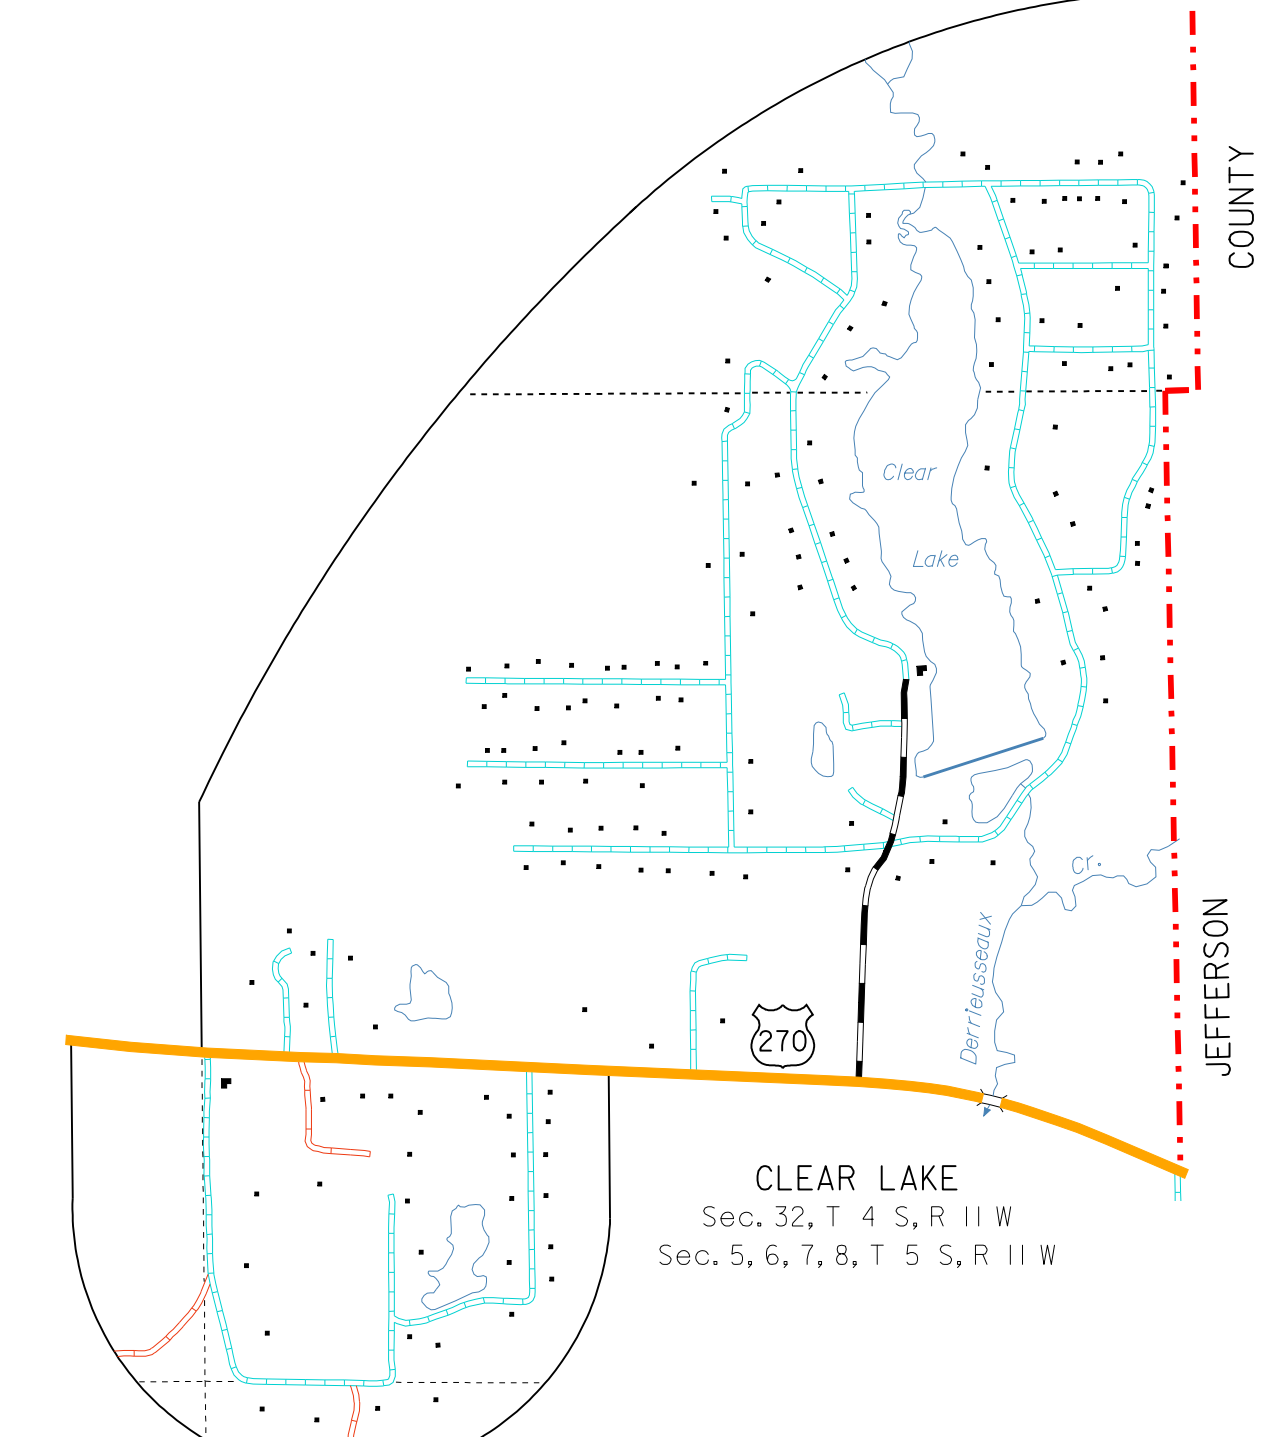 COUNTY
Clear
Lake
Cr.
Derrieusseaux
JEFFERSON
270
CLEAR LAKE
Sec. 32, T 4 S, R 11 W
Sec. 5, 6, 7, 8, T 5 S, R 11 W